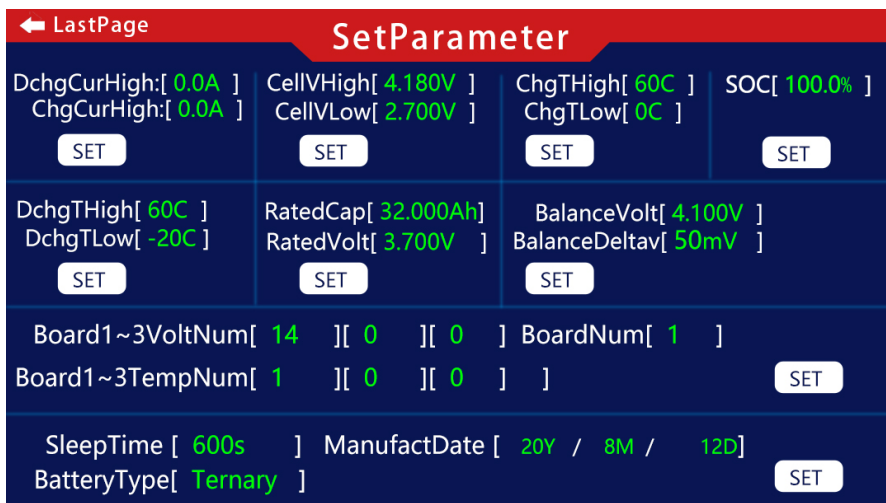 LastPage
SetParameter
DchgCurHigh:[ 0.0A ]
ChgCurHigh:[ 0.0A ]
SET
CellVHigh[ 4.180V ]
CellVLow[ 2.700V ]
SET
ChgTHigh[ 60C ]
ChgTLow[ 0C ]
SET
SOC[ 100.0% ]
SET
DchgTHigh[ 60C ]
DchgTLow[ -20C ]
SET
RatedCap[ 32.000Ah]
RatedVolt[ 3.700V ]
SET
BalanceVolt[ 4.100V ]
BalanceDeltav[ 50mV ]
SET
Board1~3VoltNum[ 14 ][ 0 ][ 0 ] BoardNum[ 1 ]
Board1~3TempNum[ 1 ][ 0 ][ 0 ] ]
SET
SleepTime [ 600s ] ManufactDate [ 20Y / 8M / 12D]
BatteryType[ Ternary ]
SET